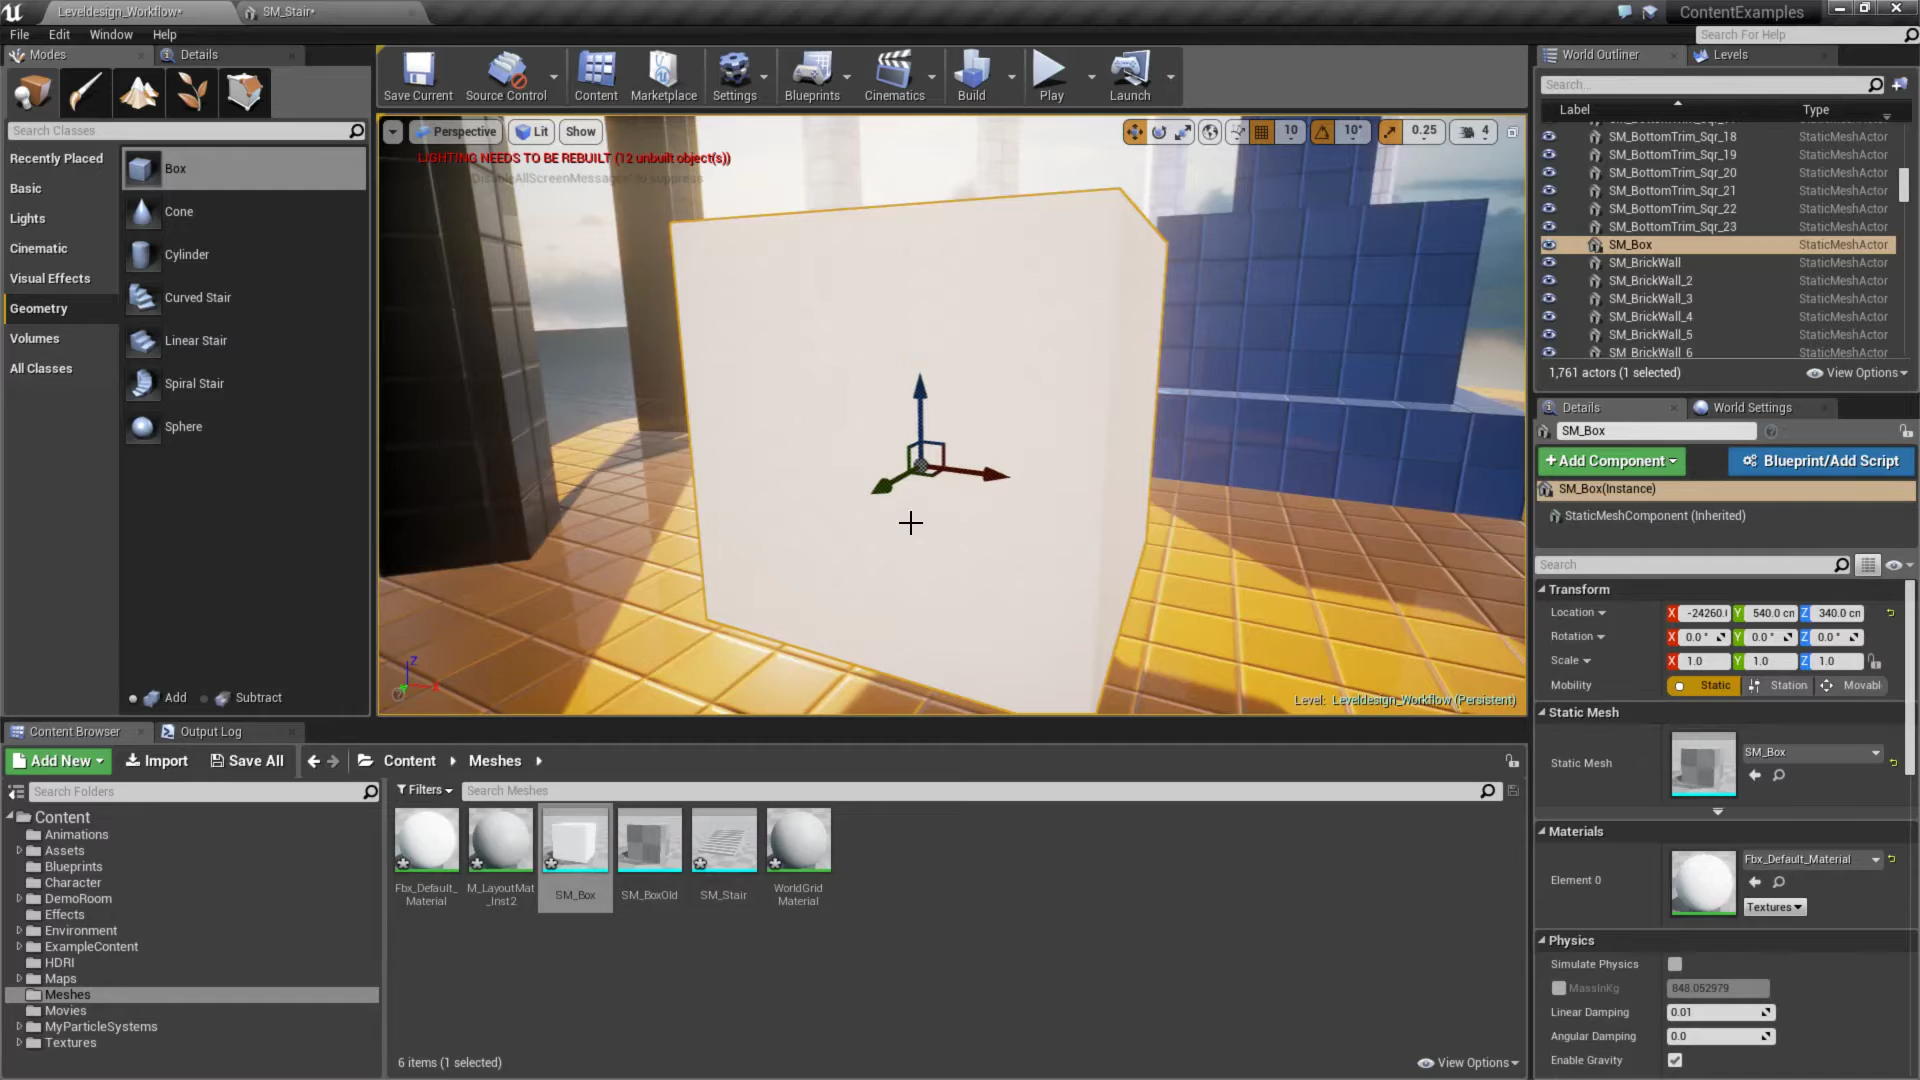 Leveldesign_Workflow*
SM_Stair*
ContentExamples
File Edit Window Help
Search For Help
Modes
Details
Search Classes
Recently Placed
Basic
Lights
Cinematic
Visual Effects
Geometry
Volumes
All Classes
Box
Cone
Cylinder
Curved Stair
Linear Stair
Spiral Stair
Sphere
Add
Subtract
Save Current
Source Control
Content
Marketplace
Settings
Blueprints
Cinematics
Build
Play
Launch
Perspective
Lit
Show
10
10°
0.25
4
LIGHTING NEEDS TO BE REBUILT (12 unbuilt object(s))
'DisableAllScreenMessages' to suppress
Z
X
Level: Leveldesign_Workflow (Persistent)
World Outliner
Levels
Search...
Label
Type
SM_BottomTrim_Sqr_18 StaticMeshActor
SM_BottomTrim_Sqr_19 StaticMeshActor
SM_BottomTrim_Sqr_20 StaticMeshActor
SM_BottomTrim_Sqr_21 StaticMeshActor
SM_BottomTrim_Sqr_22 StaticMeshActor
SM_BottomTrim_Sqr_23 StaticMeshActor
SM_Box StaticMeshActor
SM_BrickWall StaticMeshActor
SM_BrickWall_2 StaticMeshActor
SM_BrickWall_3 StaticMeshActor
SM_BrickWall_4 StaticMeshActor
SM_BrickWall_5 StaticMeshActor
SM_BrickWall_6 StaticMeshActor
1,761 actors (1 selected)
View Options
Details
World Settings
SM_Box
+Add Component
Blueprint/Add Script
SM_Box(Instance)
StaticMeshComponent (Inherited)
Search
Transform
Location X -24260.( Y 540.0 cm Z 340.0 cm
Rotation X 0.0 ° Y 0.0 ° Z 0.0 °
Scale X 1.0 Y 1.0 Z 1.0
Mobility Static Station Movabl
Static Mesh
Static Mesh
SM_Box
Materials
Element 0
Fbx_Default_Material
Textures
Physics
Simulate Physics
MassInKg 848.052979
Linear Damping 0.01
Angular Damping 0.0
Enable Gravity
Content Browser
Output Log
Add New
Import
Save All
Content
Meshes
Search Folders
Filters
Search Meshes
Content
Animations
Assets
Blueprints
Character
DemoRoom
Effects
Environment
ExampleContent
HDRI
Maps
Meshes
Movies
MyParticleSystems
Textures
Fbx_Default_
Material
M_LayoutMat
_Inst2
SM_Box
SM_BoxOld
SM_Stair
WorldGrid
Material
6 items (1 selected)
View Options